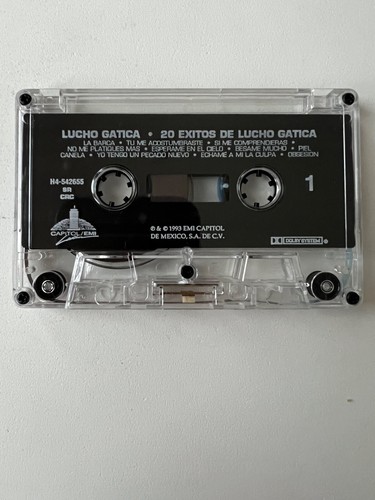 LUCHO GATICA • 20 EXITOS DE LUCHO GATICA
LA BARCA • TU ME ACOSTUMBRASTE • SI ME COMPRENDIERAS •
NO ME PLATIQUES MAS • ESPERAME EN EL CIELO • BESAME MUCHO • PIEL
CANELA • YO TENGO UN PECADO NUEVO • ECHAME A MI LA CULPA • OBSESION
H4-542655
SR
CRC
1
CAPITOL/EMI
℗ & © 1993 EMI CAPITOL
DE MEXICO, S.A. DE C.V.
DOLBY SYSTEM ®